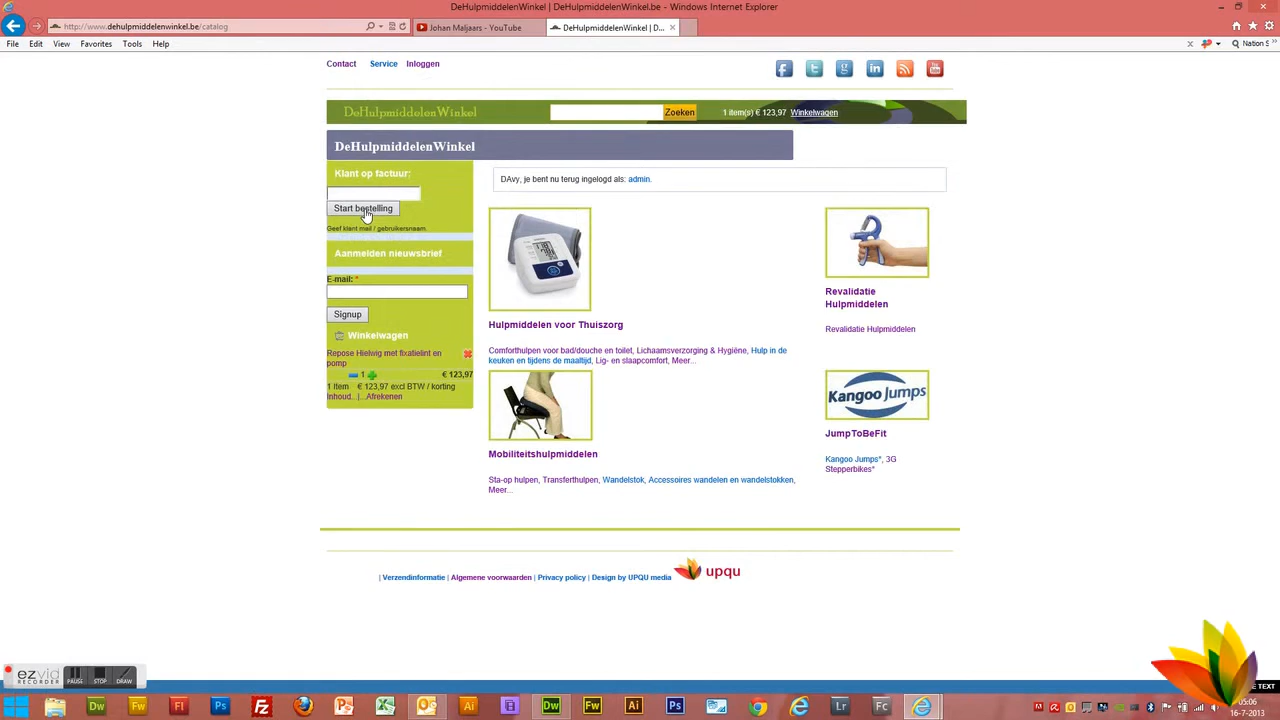 DeHulpmiddelenWinkel | DeHulpmiddelenWinkel.be - Windows Internet Explorer
http://www.dehulpmiddelenwinkel.be/catalog
Johan Maljaars - YouTube
DeHulpmiddelenWinkel | D...
File Edit View Favorites Tools Help
Contact Service Inloggen
DeHulpmiddelenWinkel
Zoeken
1 item(s) € 123,97 Winkelwagen
DeHulpmiddelenWinkel
Klant op factuur:
Start bestelling
Geef klant mail / gebruikersnaam.
Aanmelden nieuwsbrief
E-mail: *
Signup
Winkelwagen
Repose Hielwig met fixatielint en
pomp
1 € 123,97
1 Item € 123,97 excl BTW / korting
Inhoud...|...Afrekenen
DAvy, je bent nu terug ingelogd als: admin.
Hulpmiddelen voor Thuiszorg
Comforthulpen voor bad/douche en toilet, Lichaamsverzorging & Hygiëne, Hulp in de
keuken en tijdens de maaltijd, Lig- en slaapcomfort, Meer...
Revalidatie
Hulpmiddelen
Revalidatie Hulpmiddelen
Mobiliteitshulpmiddelen
Sta-op hulpen, Transferthulpen, Wandelstok, Accessoires wandelen en wandelstokken,
Meer...
Kangoo Jumps
JumpToBeFit
Kangoo Jumps*, 3G
Stepperbikes*
| Verzendinformatie | Algemene voorwaarden | Privacy policy | Design by UPQU media
upqu
ezvid
RECORDER
PAUSE STOP DRAW
E TEXT
05:06
16-7-2013